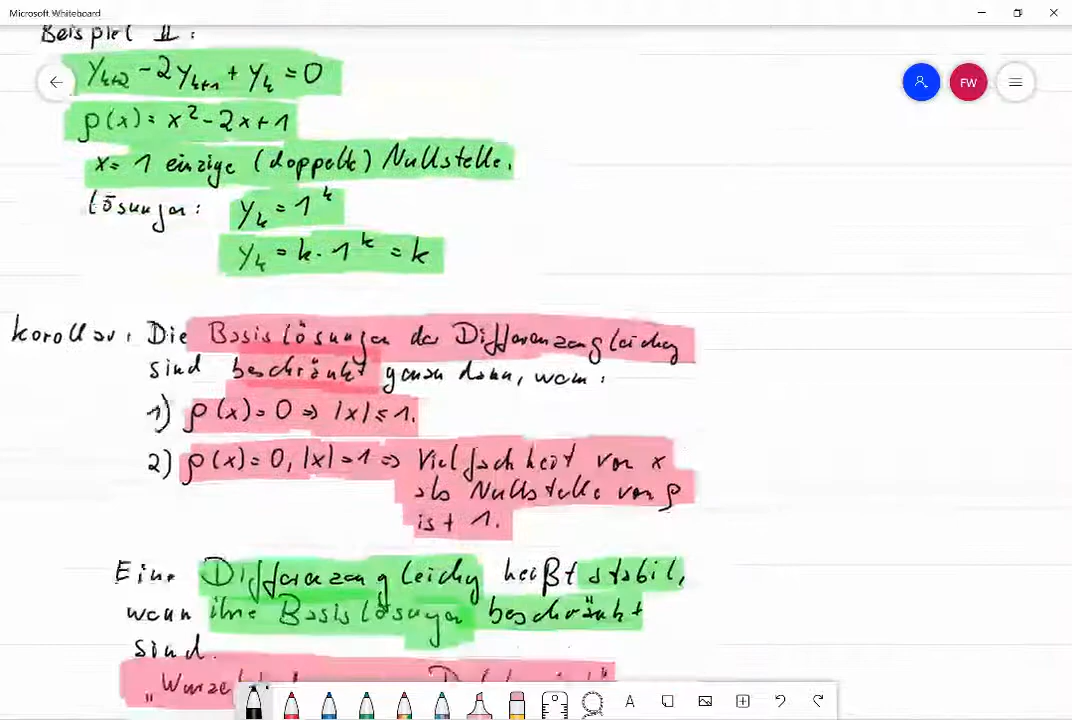 Microsoft Whiteboard
Beispiel II:
y_{k+2} - 2y_{k+1} + y_k = 0
FW
ρ(x) = x² - 2x + 1
x = 1 einzige (doppelte) Nullstelle.
Lösungen: y_k = 1^k
y_k = k · 1^k = k
Korollar: Die Basislösungen der Differenzengleichg
sind beschränkt genau dann, wenn:
1) ρ(x) = 0 ⇒ |x| ≤ 1.
2) ρ(x) = 0, |x| = 1 ⇒ Vielfachheit von x
als Nullstelle von ρ
ist 1.
Eine Differenzengleichg heißt stabil,
wenn ihre Basislösungen beschränkt
sind.
A